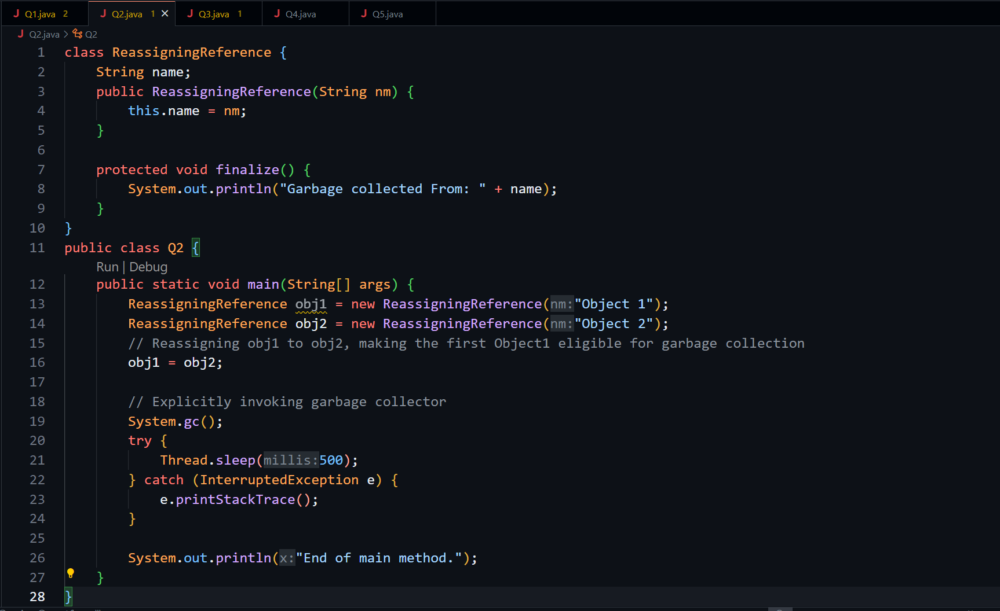 J Q1.java 2 J Q2.java 1 × J Q3.java 1 J Q4.java J Q5.java
J Q2.java > Q2
1 class ReassigningReference {
2 String name;
3 public ReassigningReference(String nm) {
4 this.name = nm;
5 }
6
7 protected void finalize() {
8 System.out.println("Garbage collected From: " + name);
9 }
10 }
11 public class Q2 {
Run | Debug
12 public static void main(String[] args) {
13 ReassigningReference obj1 = new ReassigningReference(nm:"Object 1");
14 ReassigningReference obj2 = new ReassigningReference(nm:"Object 2");
15 // Reassigning obj1 to obj2, making the first Object1 eligible for garbage collection
16 obj1 = obj2;
17
18 // Explicitly invoking garbage collector
19 System.gc();
20 try {
21 Thread.sleep(millis:500);
22 } catch (InterruptedException e) {
23 e.printStackTrace();
24 }
25
26 System.out.println(x:"End of main method.");
27 }
28 }